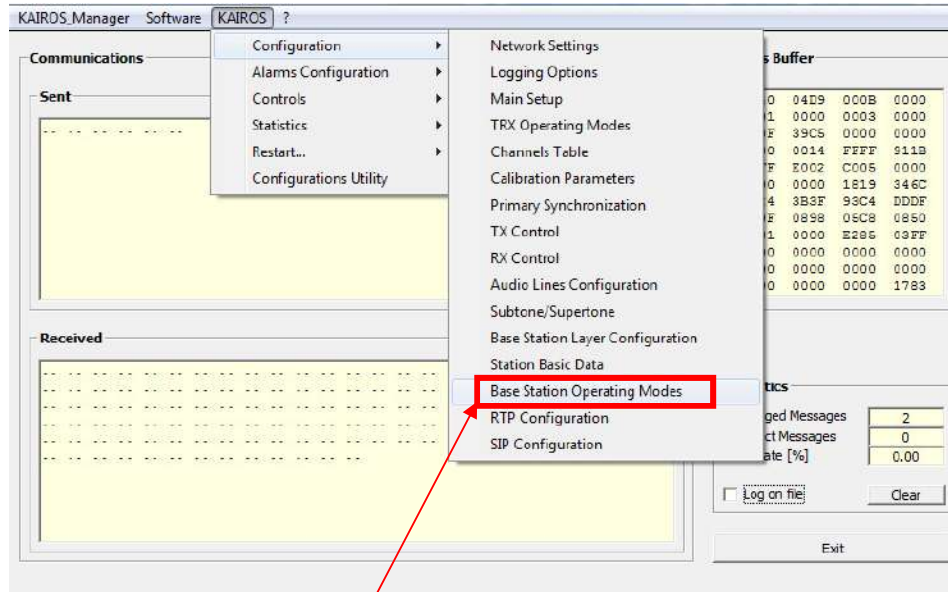 KAIROS_Manager Software KAIROS ?
Configuration
Alarms Configuration
Controls
Statistics
Restart...
Configurations Utility
Network Settings
Logging Options
Main Setup
TRX Operating Modes
Channels Table
Calibration Parameters
Primary Synchronization
TX Control
RX Control
Audio Lines Configuration
Subtone/Supertone
Base Station Layer Configuration
Station Basic Data
Base Station Operating Modes
RTP Configuration
SIP Configuration
Communications
Sent
-- -- -- -- -- --
Received
Buffer
04D9 000B 0000
0000 0003 0000
39C5 0000 0000
0014 FFFF 911B
E002 C005 0000
0000 1819 346C
3B3F 93C4 DDDF
0898 05C8 0850
0000 E286 03FF
0000 0000 0000
0000 0000 0000
0000 0000 1783
tics
ged Messages 2
ct Messages 0
ate [%] 0.00
Log on file Clear
Exit